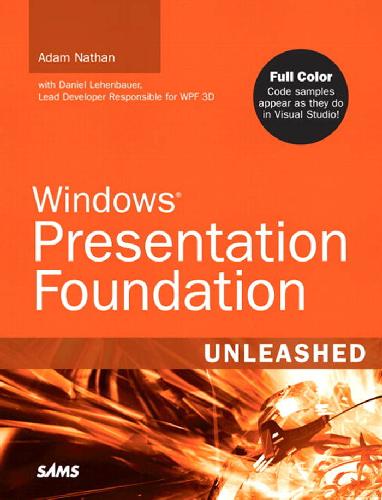 Adam Nathan
with Daniel Lehenbauer,
Lead Developer Responsible for WPF 3D
Full Color
Code samples
appear as they do
in Visual Studio!
Windows®
Presentation
Foundation
UNLEASHED
SAMS